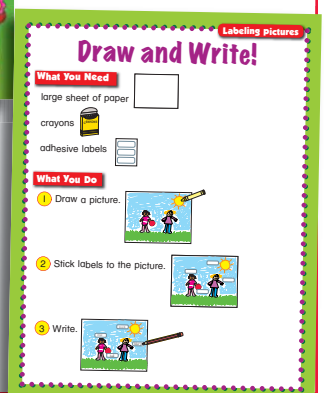 Labeling pictures
Draw and Write!
What You Need
large sheet of paper
crayons
adhesive labels
What You Do
1 Draw a picture.
2 Stick labels to the picture.
3 Write.